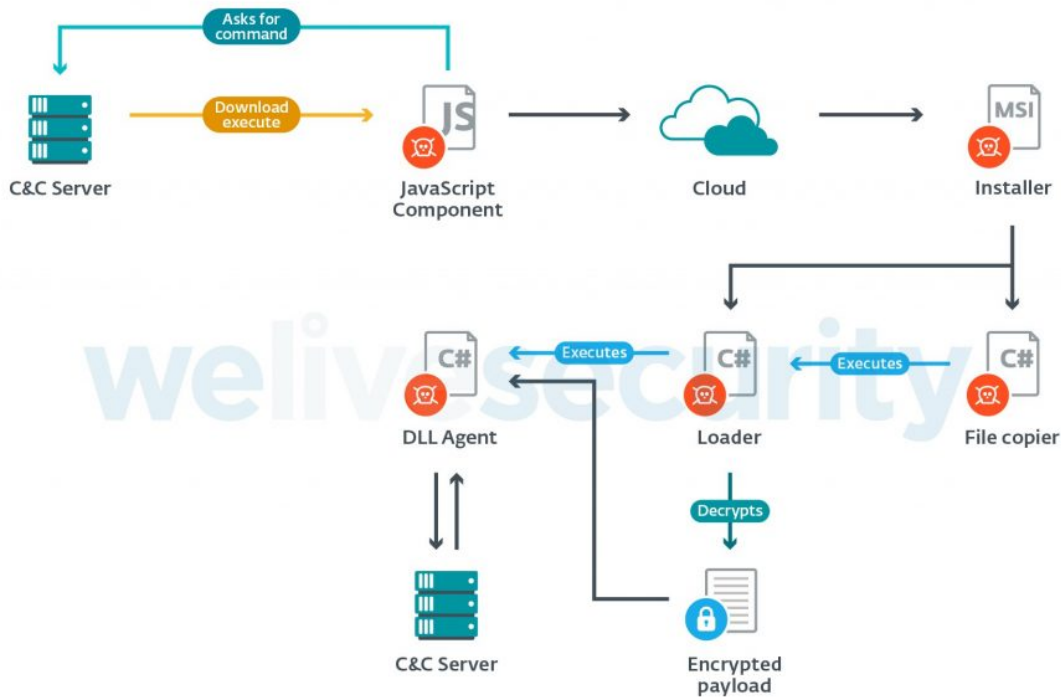 Asks for
command
Download
execute
JS
MSI
C&C Server
JavaScript
Component
Cloud
Installer
welivesecurity
C#
Executes
C#
Executes
C#
DLL Agent
Loader
File copier
Decrypts
C&C Server
Encrypted
payload